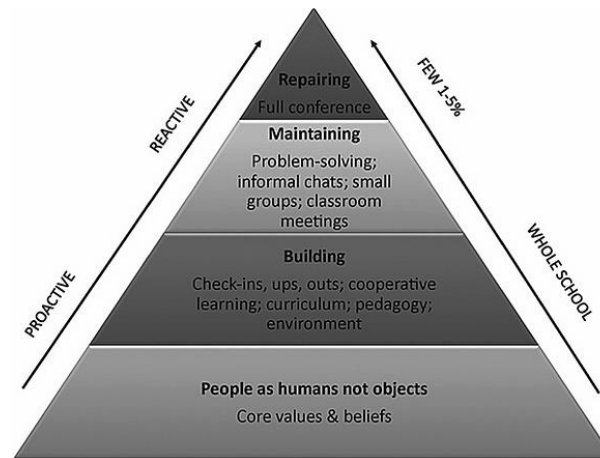 Repairing
Full conference
Maintaining
Problem-solving;
informal chats; small
groups; classroom
meetings
Building
Check-ins, ups, outs; cooperative
learning; curriculum; pedagogy;
environment
People as humans not objects
Core values & beliefs
REACTIVE
PROACTIVE
FEW 1-5%
WHOLE SCHOOL